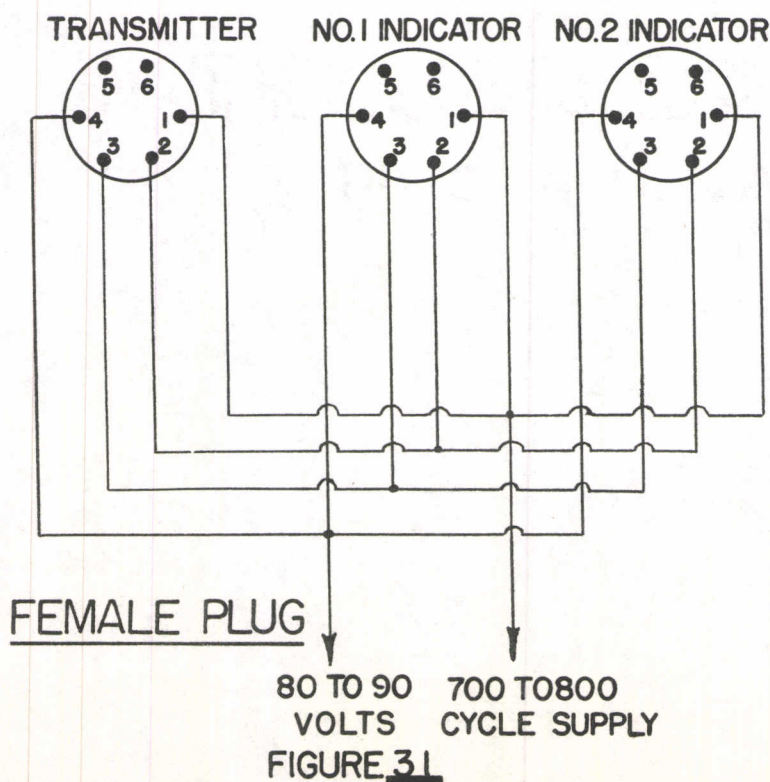 TRANSMITTER NO.1 INDICATOR NO.2 INDICATOR
5 6 5 6 5 6
4 1 4 1 4 1
3 2 3 2 3 2
FEMALE PLUG
80 TO 90 700 TO800
VOLTS CYCLE SUPPLY
FIGURE 31